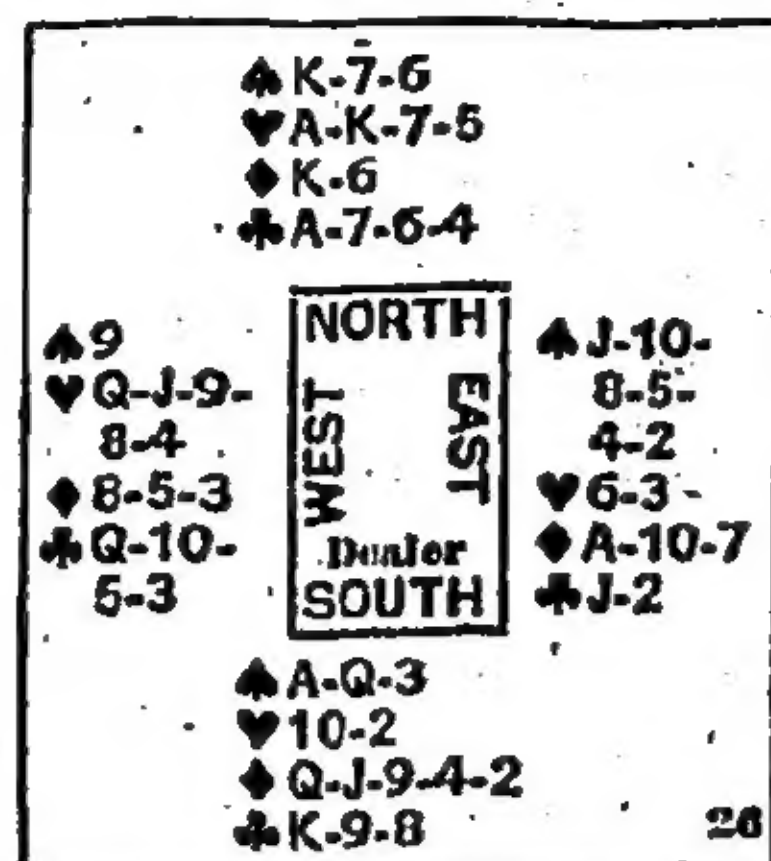 ♠ K-7-6
♥ A-K-7-5
♦ K-6
♣ A-7-6-4
♠ 9
♥ Q-J-9-
8-4
♦ 8-5-3
♣ Q-10-
5-3
NORTH
WEST
EAST
Dealer
SOUTH
♠ J-10-
8-5-
4-2
♥ 6-3
♦ A-10-7
♣ J-2
♠ A-Q-3
♥ 10-2
♦ Q-J-9-4-2
♣ K-9-8
26